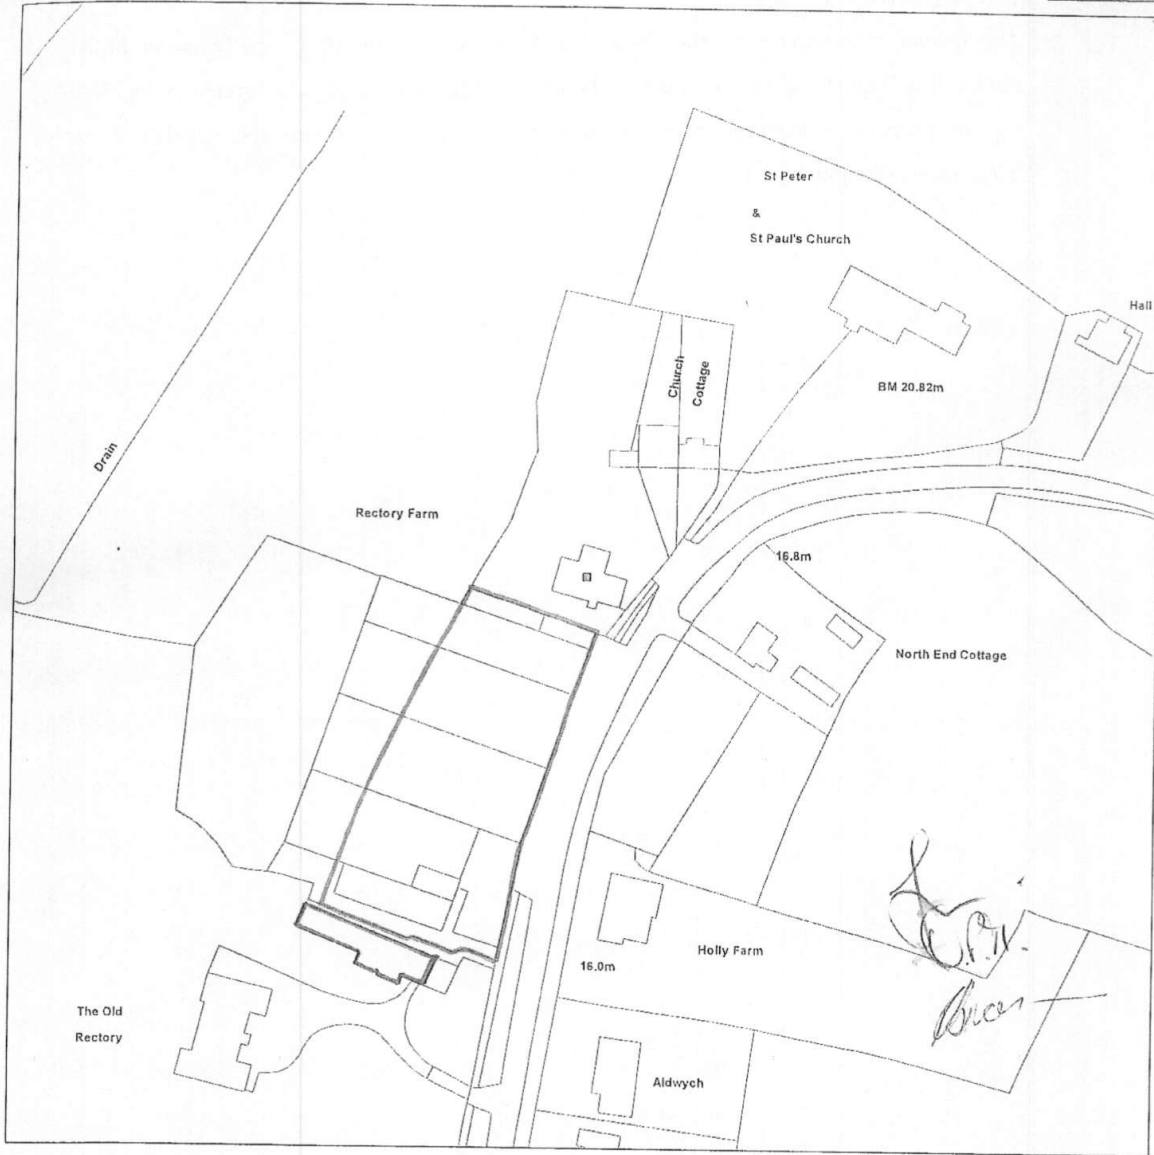 St Peter
&
St Paul's Church
Hall
Church
Cottage
BM 20.82m
Drain
Rectory Farm
16.8m
North End Cottage
Holly Farm
16.0m
The Old
Rectory
Aldwych